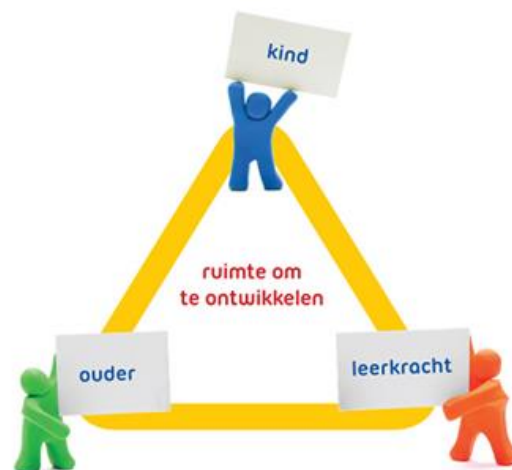 kind
ruimte om
te ontwikkelen
ouder
leerkracht